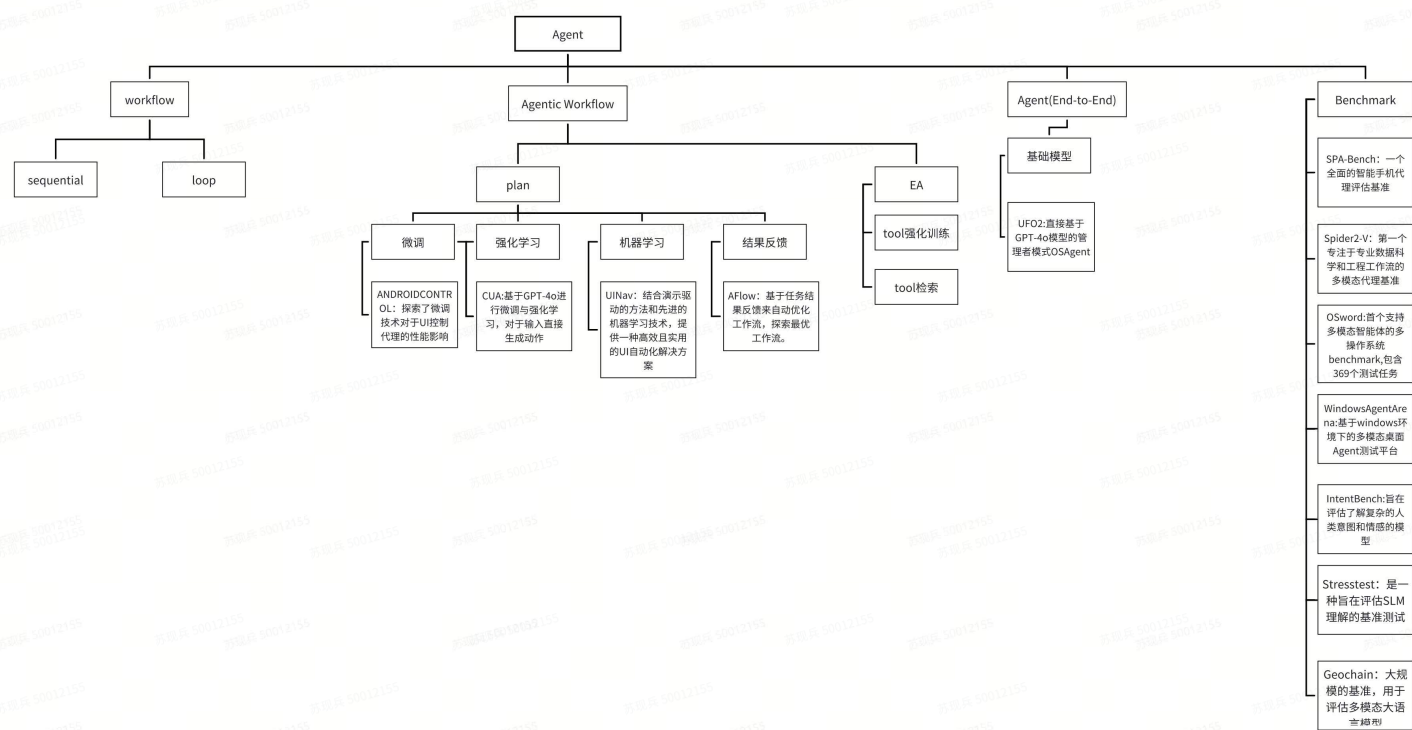 Agent
workflow
Agentic Workflow
Agent(End-to-End)
Benchmark
sequential
loop
plan
EA
基础模型
微调
强化学习
机器学习
结果反馈
tool强化训练
tool检索
ANDROIDCONTR
OL：探索了微调
技术对于UI控制
代理的性能影响
CUA:基于GPT-4o进
行微调与强化学
习，对于输入直接
生成动作
UINav：结合演示驱
动的方法和先进的
机器学习技术，提
供一种高效且实用
的UI自动化解决方
案
AFlow：基于任务结
果反馈来自动优化
工作流，探索最优
工作流。
UFO2:直接基于
GPT-4o模型的管
理者模式OSAgent
SPA-Bench：一个
全面的智能手机代
理评估基准
Spider2-V：第一个
专注于专业数据科
学和工程工作流的
多模态代理基准
OSword:首个支持
多模态智能体的多
操作系统
benchmark,包含
369个测试任务
WindowsAgentAre
na:基于windows环
境下的多模态桌面
Agent测试平台
IntentBench:旨在
评估了解复杂的人
类意图和情感的模
型
Stresstest：是一
种旨在评估SLM
理解的基准测试
Geochain：大规
模的基准，用于
评估多模态大语
言模型